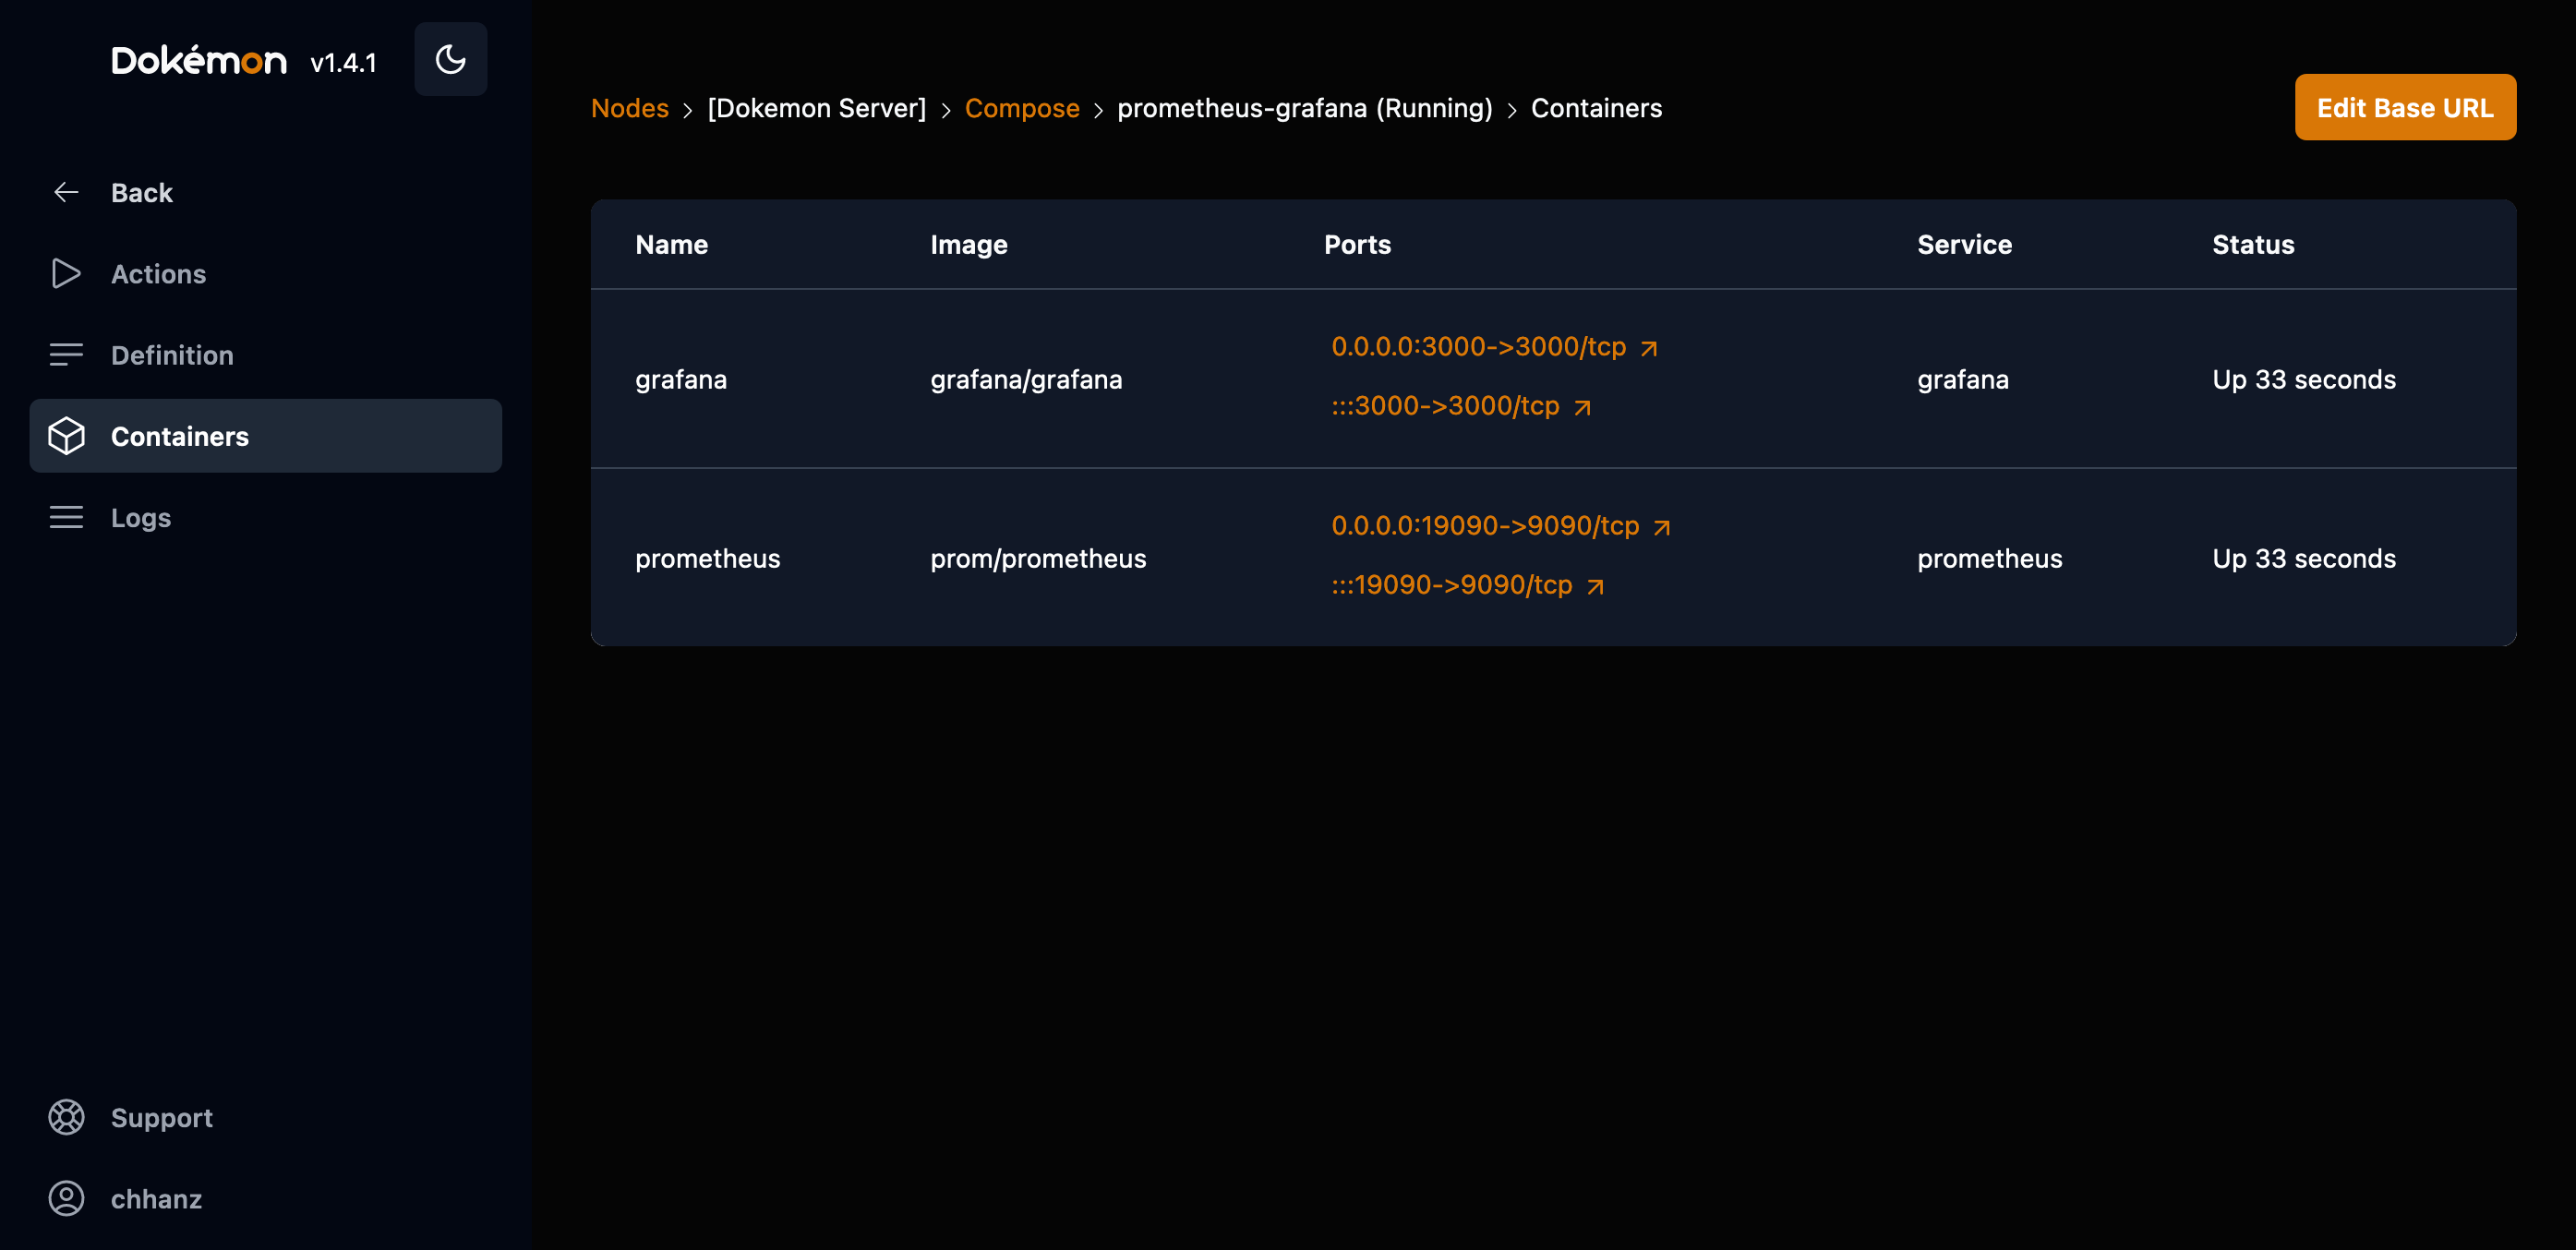 Dokémon v1.4.1
Back
Actions
Definition
Containers
Logs
Support
chhanz
Nodes > [Dokemon Server] > Compose > prometheus-grafana (Running) > Containers
Edit Base URL
Name Image Ports Service Status
grafana grafana/grafana 0.0.0.0:3000->3000/tcp grafana Up 33 seconds
:::3000->3000/tcp
prometheus prom/prometheus 0.0.0.0:19090->9090/tcp prometheus Up 33 seconds
:::19090->9090/tcp